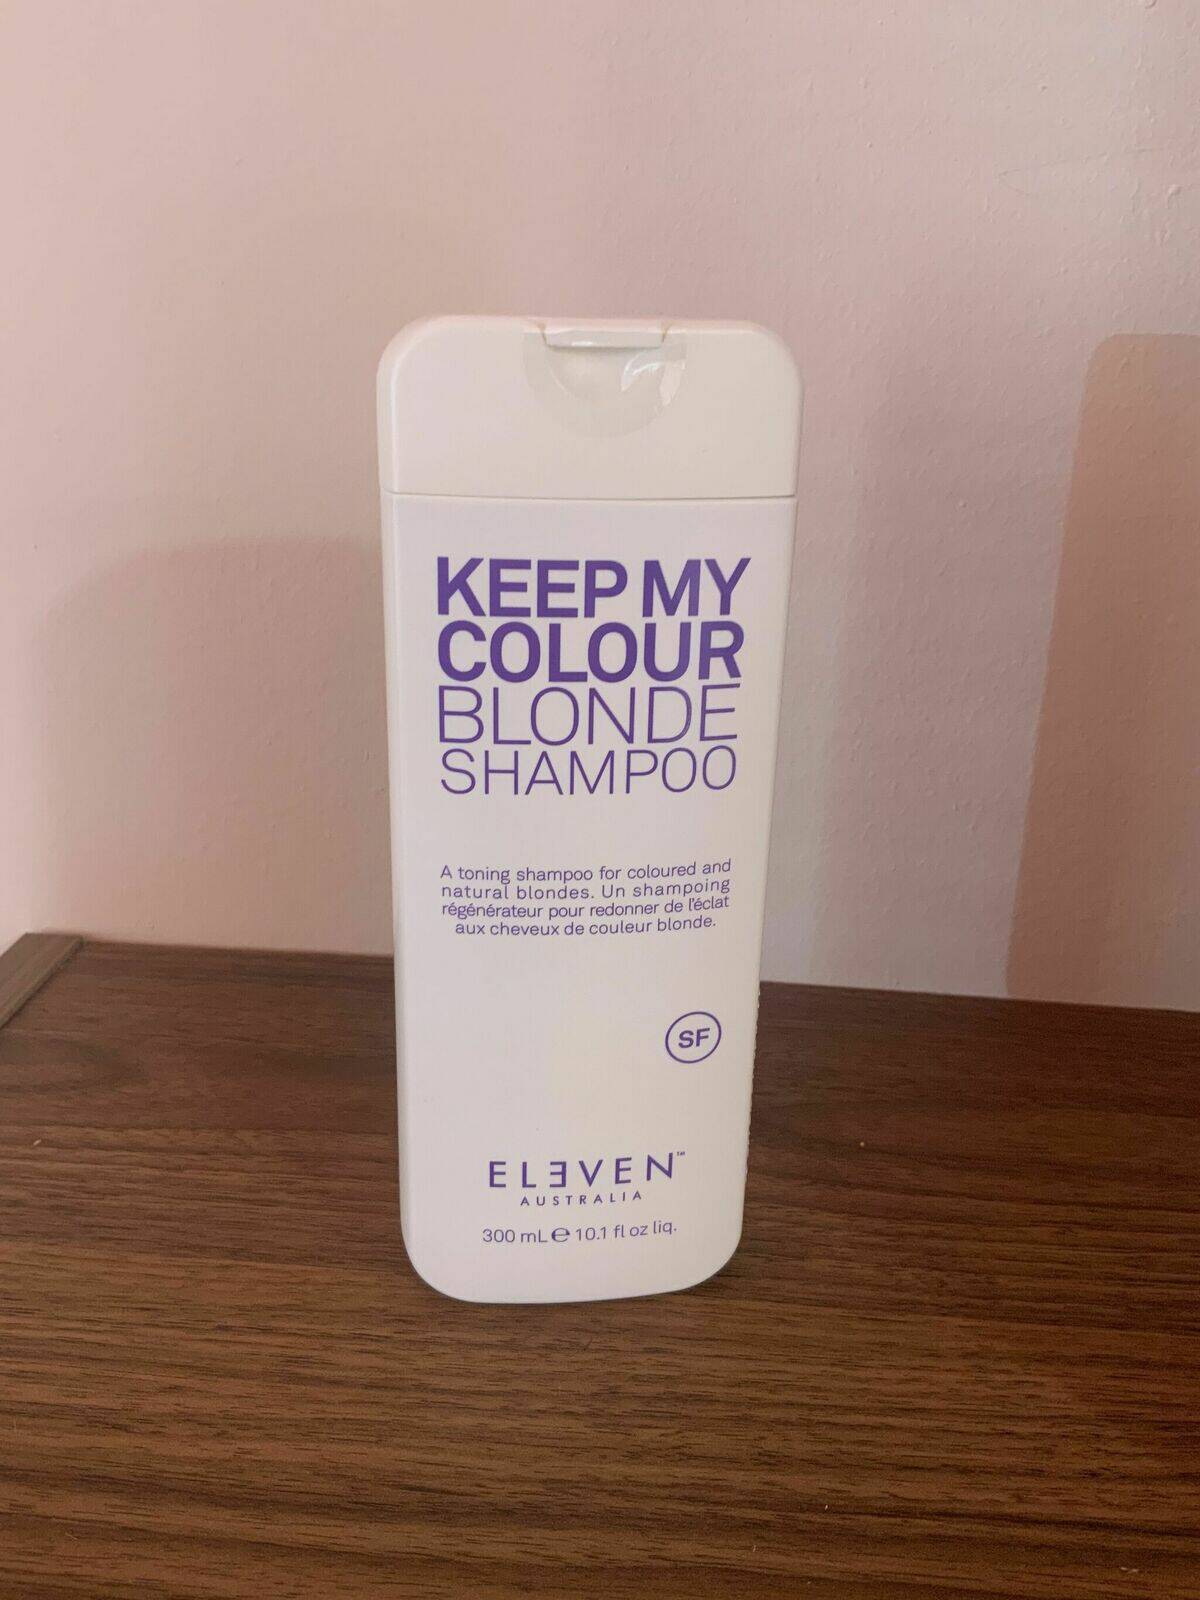 KEEP MY
COLOUR
BLONDE
SHAMPOO
A toning shampoo for coloured and
natural blondes. Un shampoing
régénérateur pour redonner de l'éclat
aux cheveux de couleur blonde.
SF
ELEVEN™
AUSTRALIA
300 mL ℮ 10.1 fl oz liq.